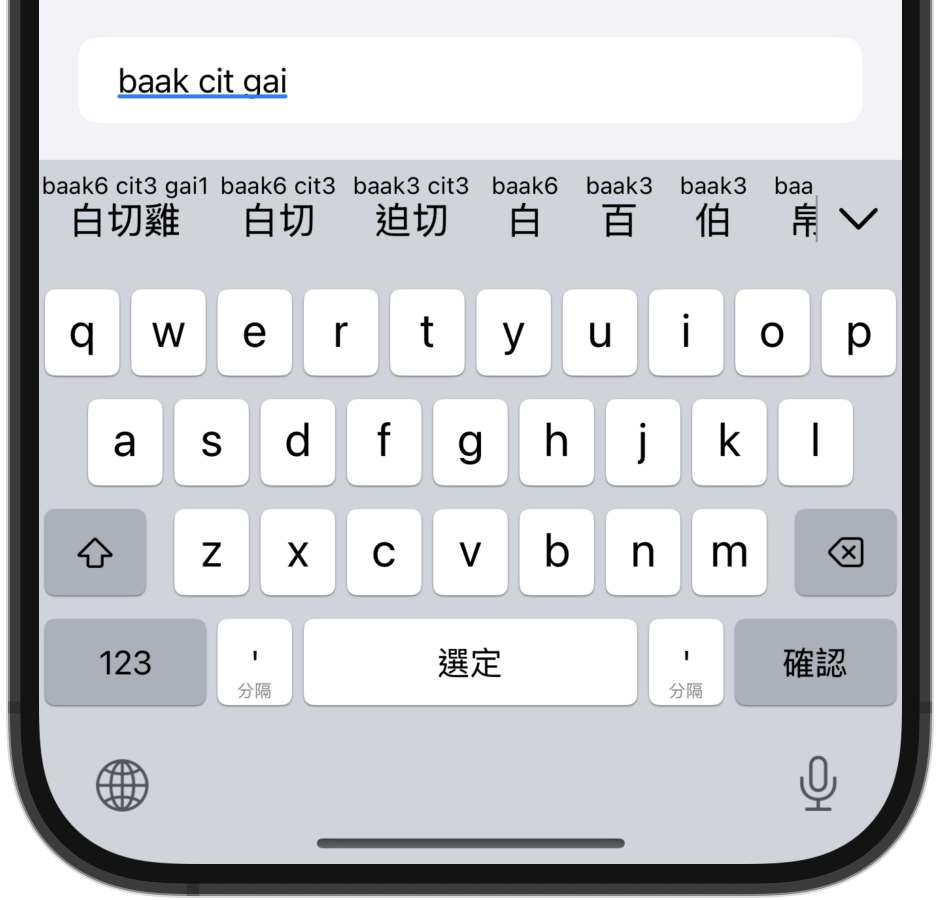 baak cit gai
baak6 cit3 gai1 baak6 cit3 baak3 cit3 baak6 baak3 baak3 baa
白切雞 白切 迫切 白 百 伯 帛
q w e r t y u i o p
a s d f g h j k l
z x c v b n m
123 ' 選定 ' 確認
分隔 分隔